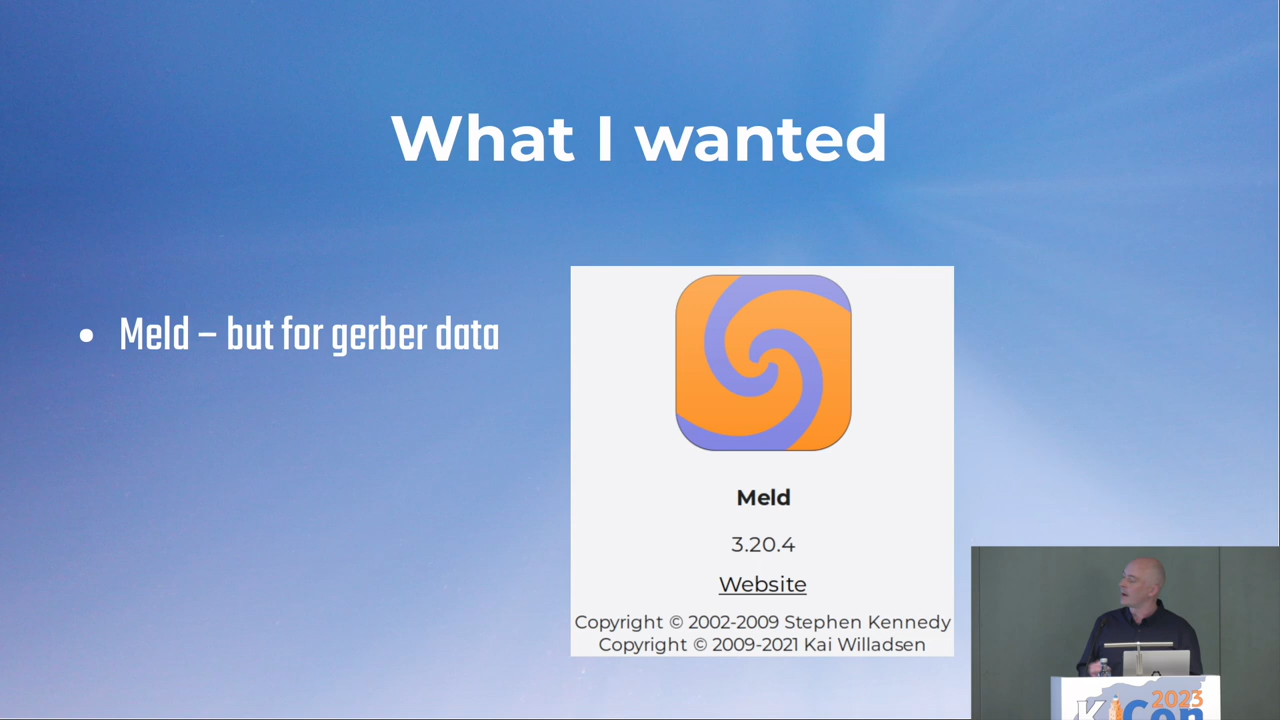 What I wanted
• Meld – but for gerber data
Meld
3.20.4
Website
Copyright © 2002-2009 Stephen Kennedy
Copyright © 2009-2021 Kai Willadsen
2023
KiCon